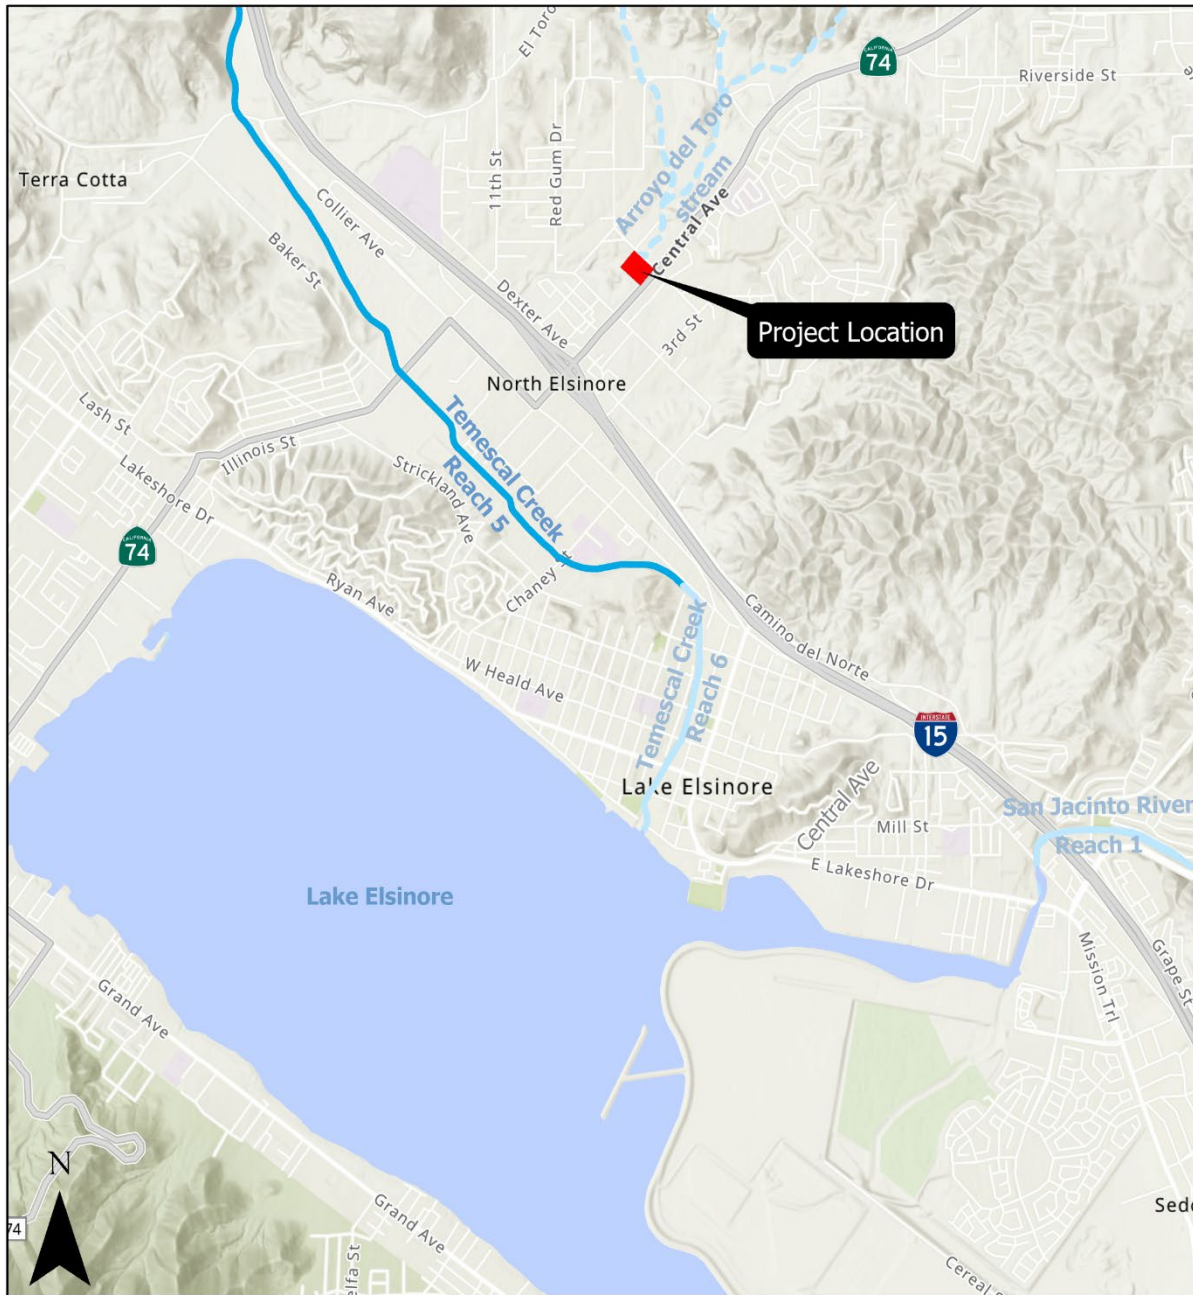 El Toro
CALIFORNIA
74
Riverside St
Terra Cotta
11th St
Red Gum Dr
Arroyo del Toro
stream
Central Ave
Collier Ave
Baker St
Dexter Ave
3rd St
Project Location
North Elsinore
Lash St
Lakeshore Dr
Illinois St
Strickland Ave
Temescal Creek
Reach 5
CALIFORNIA
74
Ryan Ave
Chaney
Camino del Norte
W Heald Ave
Temescal Creek
Reach 6
INTERSTATE
15
Lake Elsinore
Central Ave
Mill St
San Jacinto River
Reach 1
E Lakeshore Dr
Lake Elsinore
Mission Trl
Grape St
Grand Ave
N
74
Grand Ave
Cereal